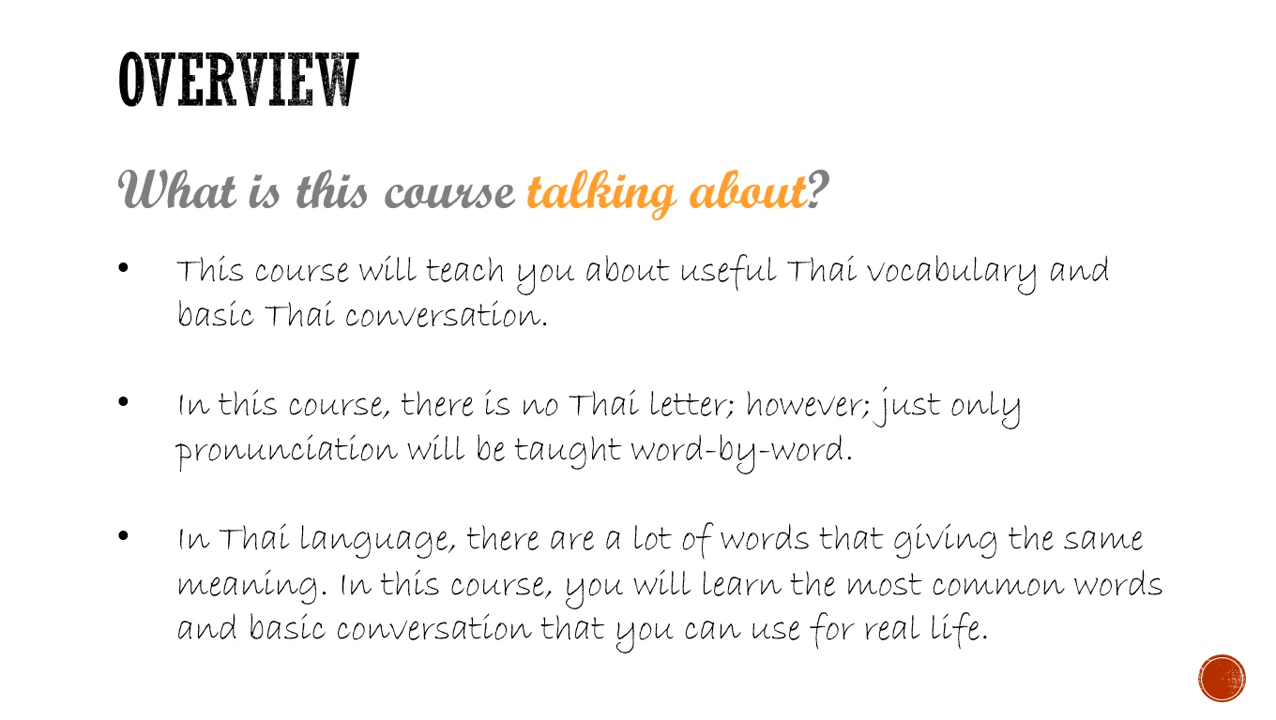 OVERVIEW
What is this course talking about?
• This course will teach you about useful Thai vocabulary and
basic Thai conversation.
• In this course, there is no Thai letter; however; just only
pronunciation will be taught word-by-word.
• In Thai language, there are a lot of words that giving the same
meaning. In this course, you will learn the most common words
and basic conversation that you can use for real life.